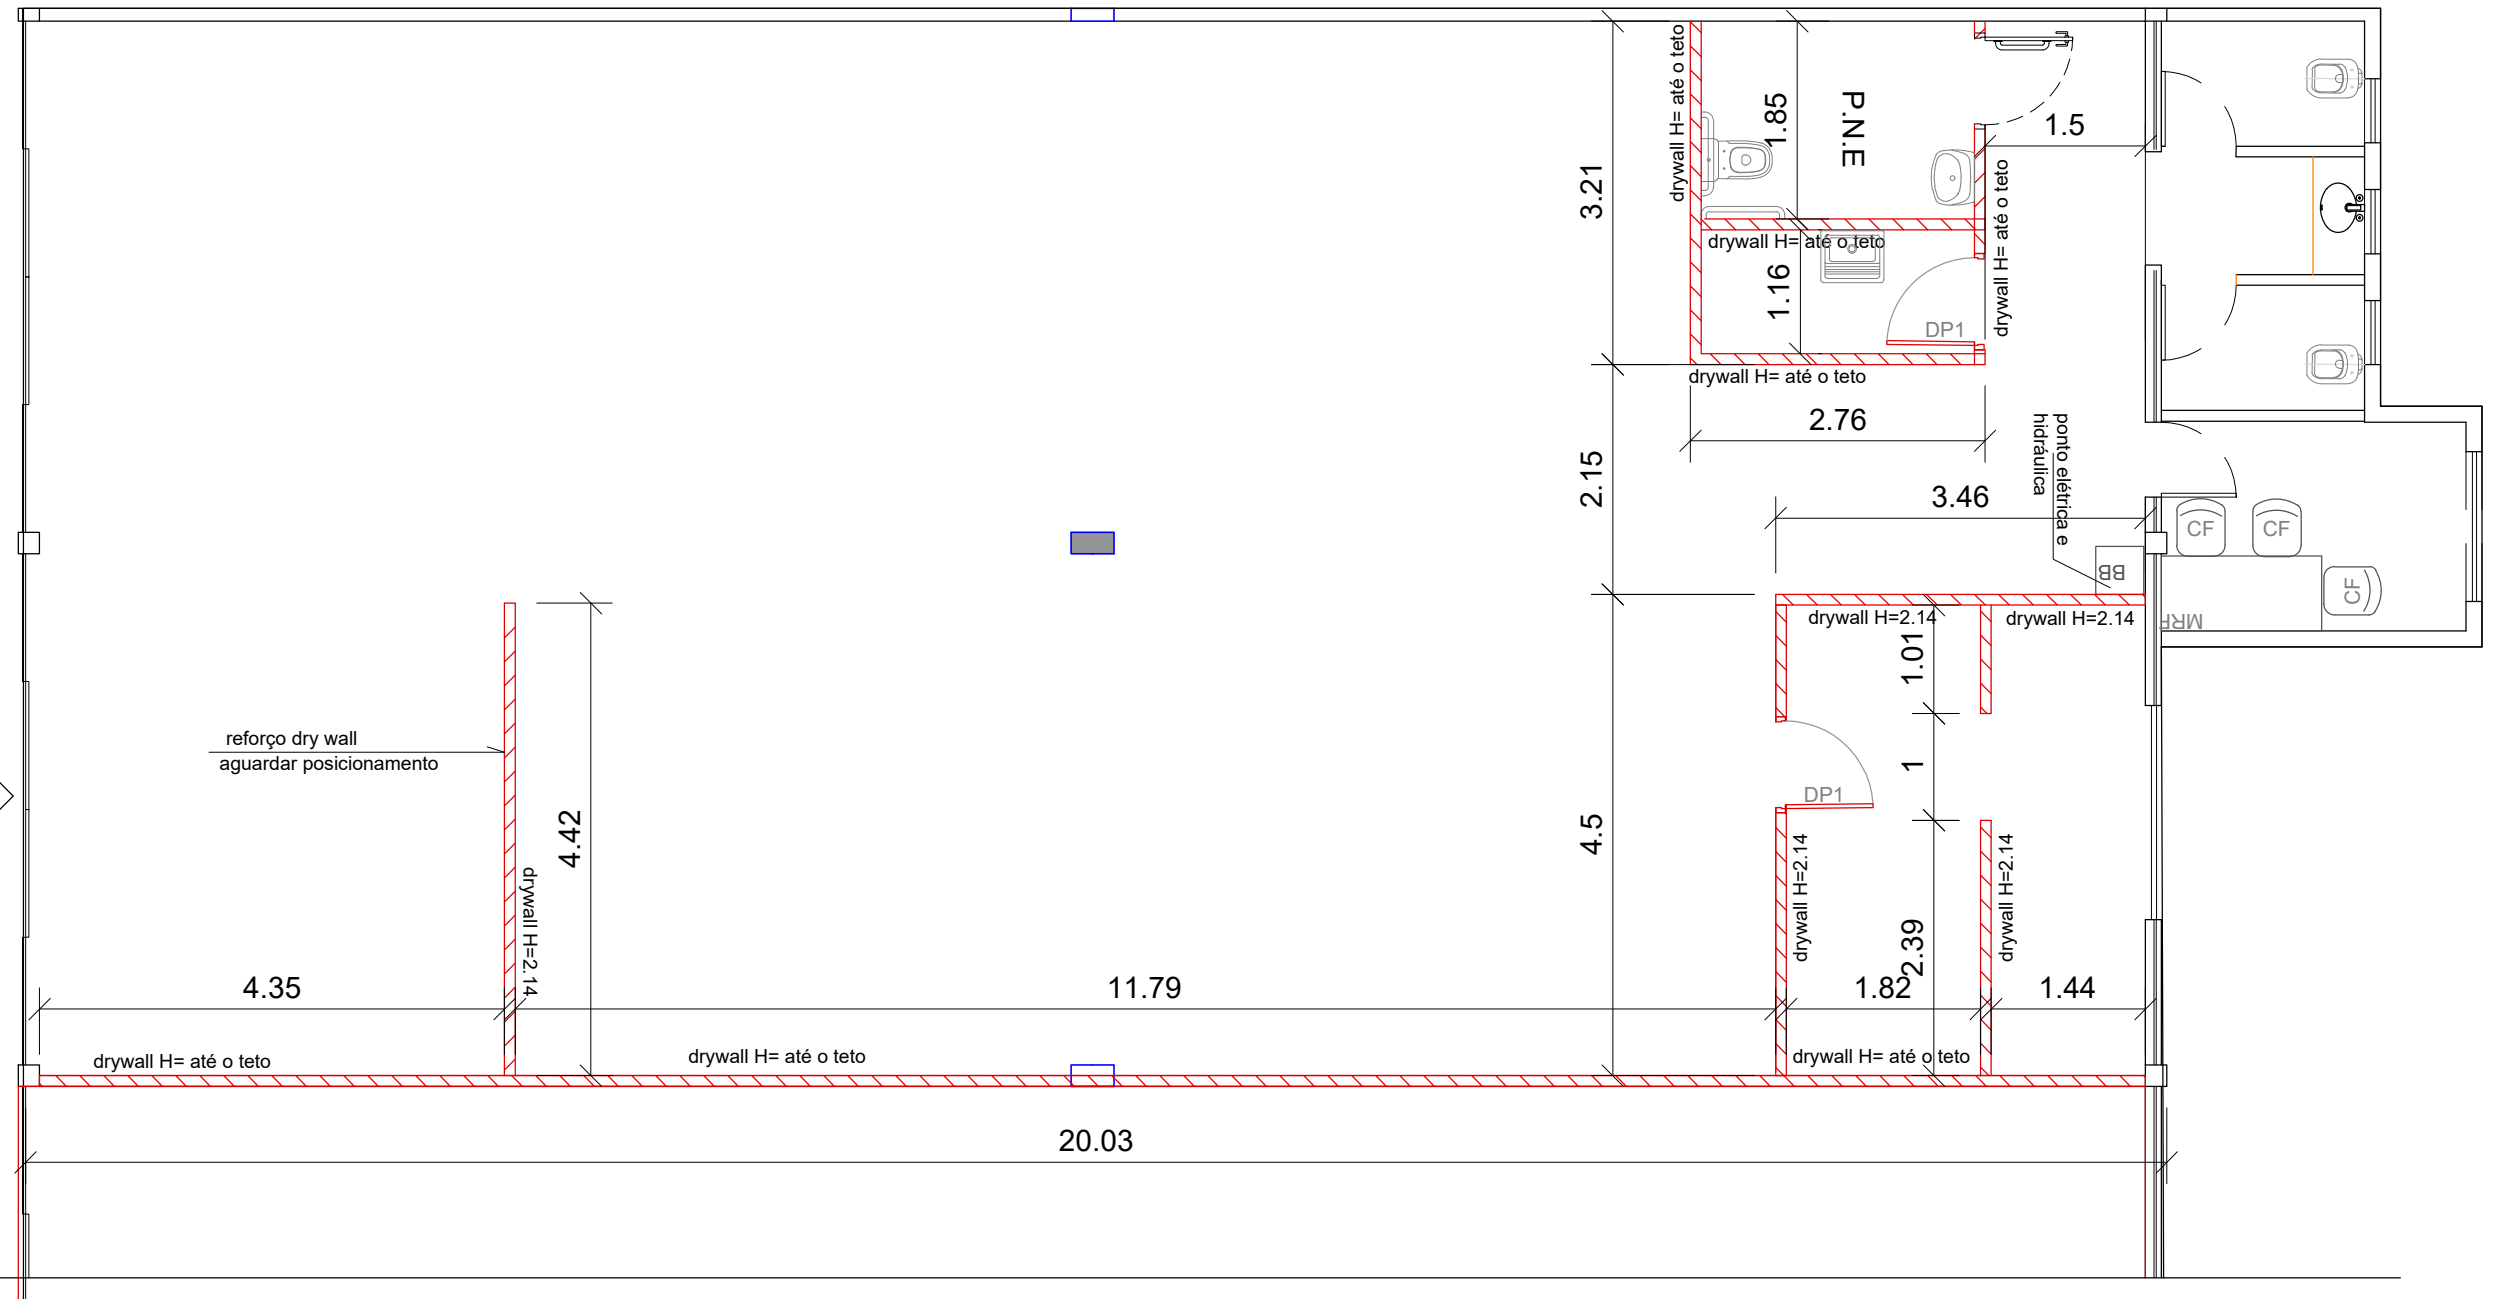 drywall H= até o teto
1.85
P.N.E
1.5
3.21
drywall H= até o teto
drywall H= até o teto
1.16
DP1
drywall H= até o teto
2.76
ponto elétrica e
hidráulica
2.15
3.46
CF
CF
BB
CF
MRF
drywall H=2.14
drywall H=2.14
1.01
reforço dry wall
aguardar posicionamento
1
DP1
4.42
4.5
drywall H=2.14
drywall H=2.14
drywall H=2.14
2.39
4.35
11.79
1.82
1.44
drywall H= até o teto
drywall H= até o teto
drywall H= até o teto
20.03